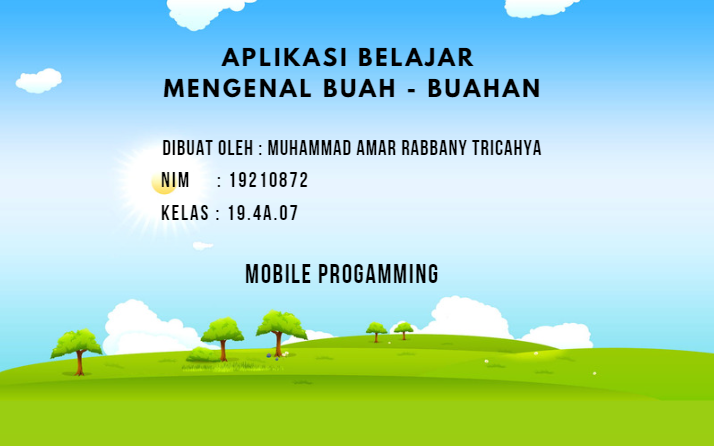 APLIKASI BELAJAR
MENGENAL BUAH - BUAHAN
DIBUAT OLEH : MUHAMMAD AMAR RABBANY TRICAHYA
NIM : 19210872
KELAS : 19.4A.07
MOBILE PROGAMMING